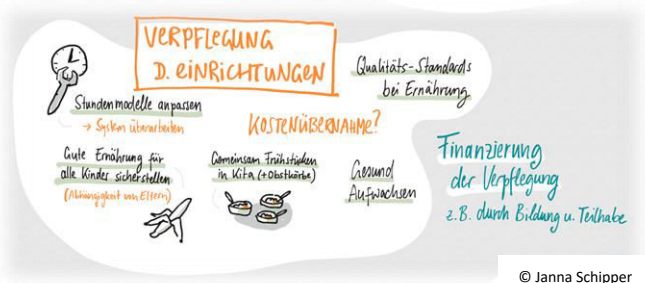 VERPFLEGUNG
D. EINRICHTUNGEN
Qualitäts-Standards
bei Ernährung
Stundenmodelle anpassen
→ System überarbeiten
KOSTENÜBERNAHME?
Gute Ernährung für
alle Kinder sicherstellen
(Abhängigkeit von Eltern)
Gemeinsam Frühstücken
in Kita (+Obstkörbe)
Gesund
Aufwachsen
Finanzierung
der Verpflegung
z.B. durch Bildung u. Teilhabe
© Janna Schipper